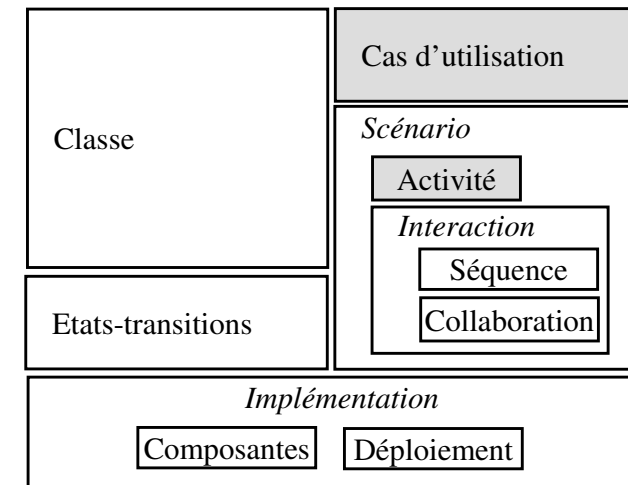 Classe
Cas d’utilisation
Scénario
Activité
Interaction
Séquence
Collaboration
Etats-transitions
Implémentation
Composantes
Déploiement